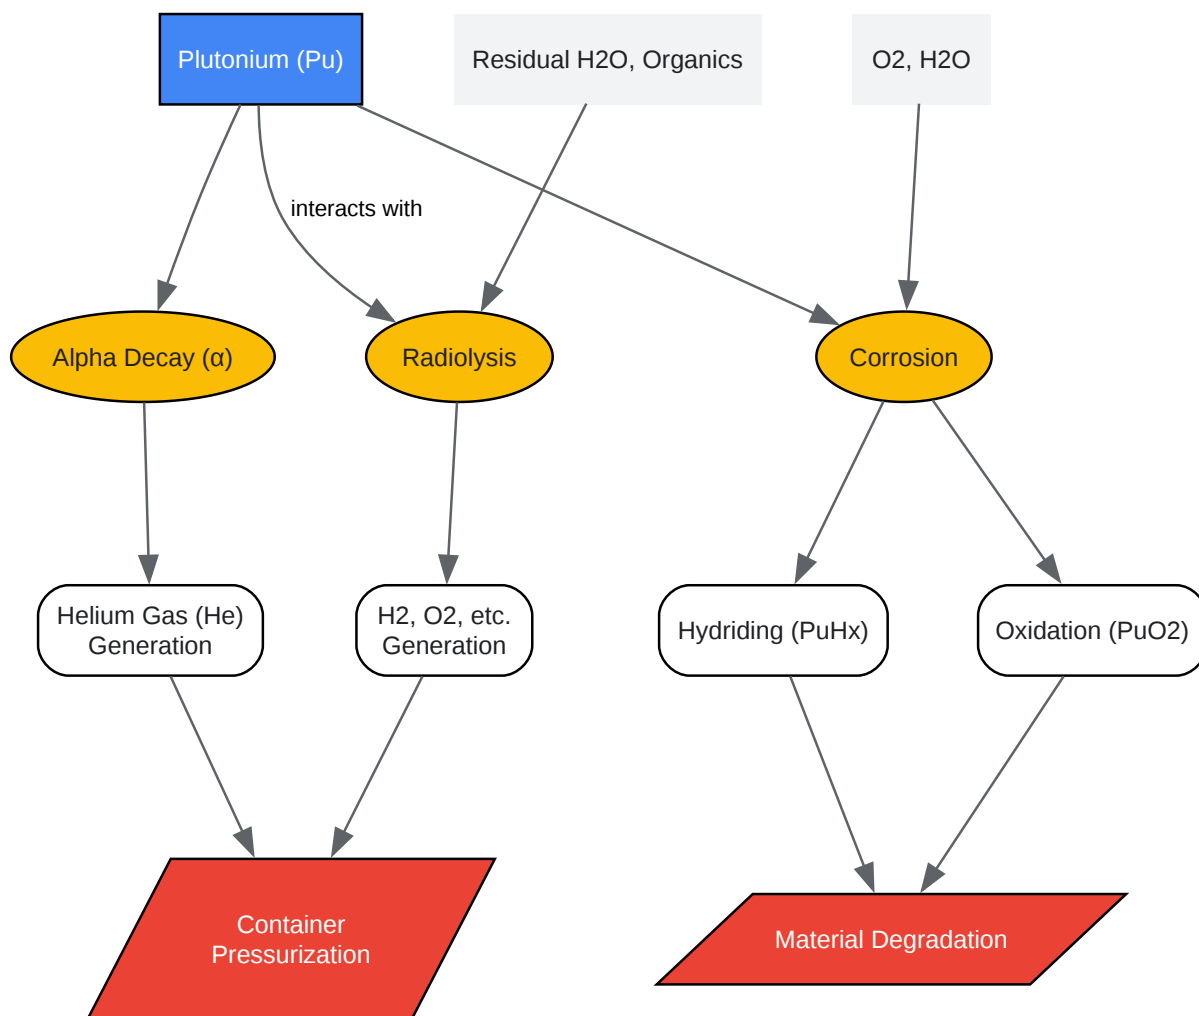 Plutonium (Pu)
Residual H2O, Organics
O2, H2O
interacts with
Alpha Decay (α)
Radiolysis
Corrosion
Helium Gas (He)
Generation
H2, O2, etc.
Generation
Hydriding (PuHx)
Oxidation (PuO2)
Container
Pressurization
Material Degradation